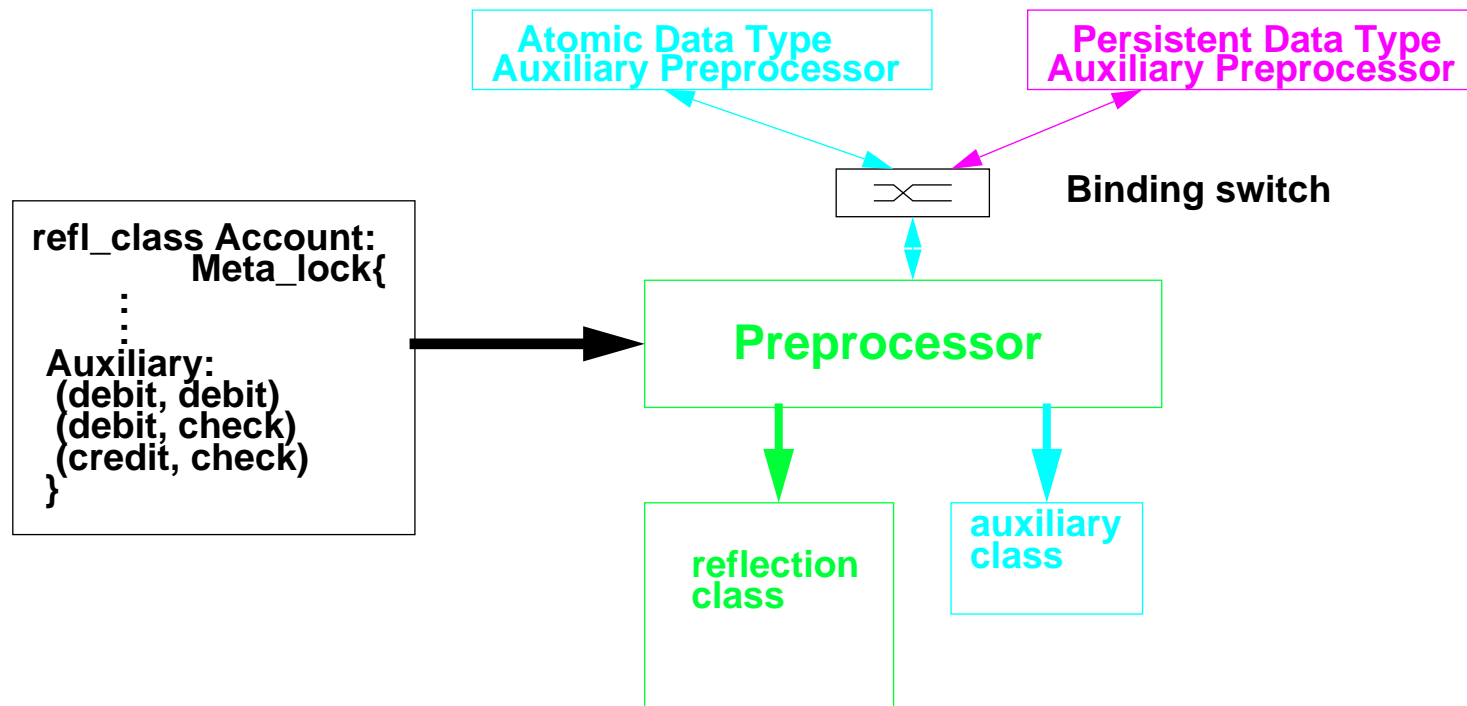 Atomic Data Type
Auxiliary Preprocessor
Persistent Data Type
Auxiliary Preprocessor
Binding switch
refl_class Account:
Meta_lock{
:
:
Auxiliary:
(debit, debit)
(debit, check)
(credit, check)
}
Preprocessor
reflection
class
auxiliary
class